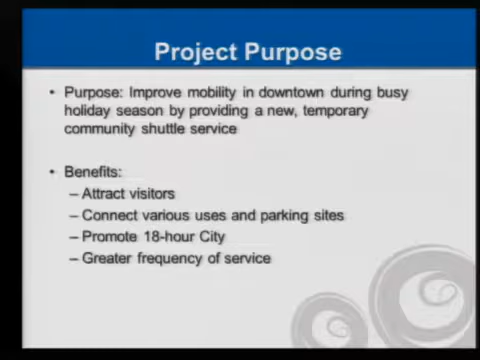 Project Purpose
• Purpose: Improve mobility in downtown during busy
holiday season by providing a new, temporary
community shuttle service
• Benefits:
– Attract visitors
– Connect various uses and parking sites
– Promote 18-hour City
– Greater frequency of service